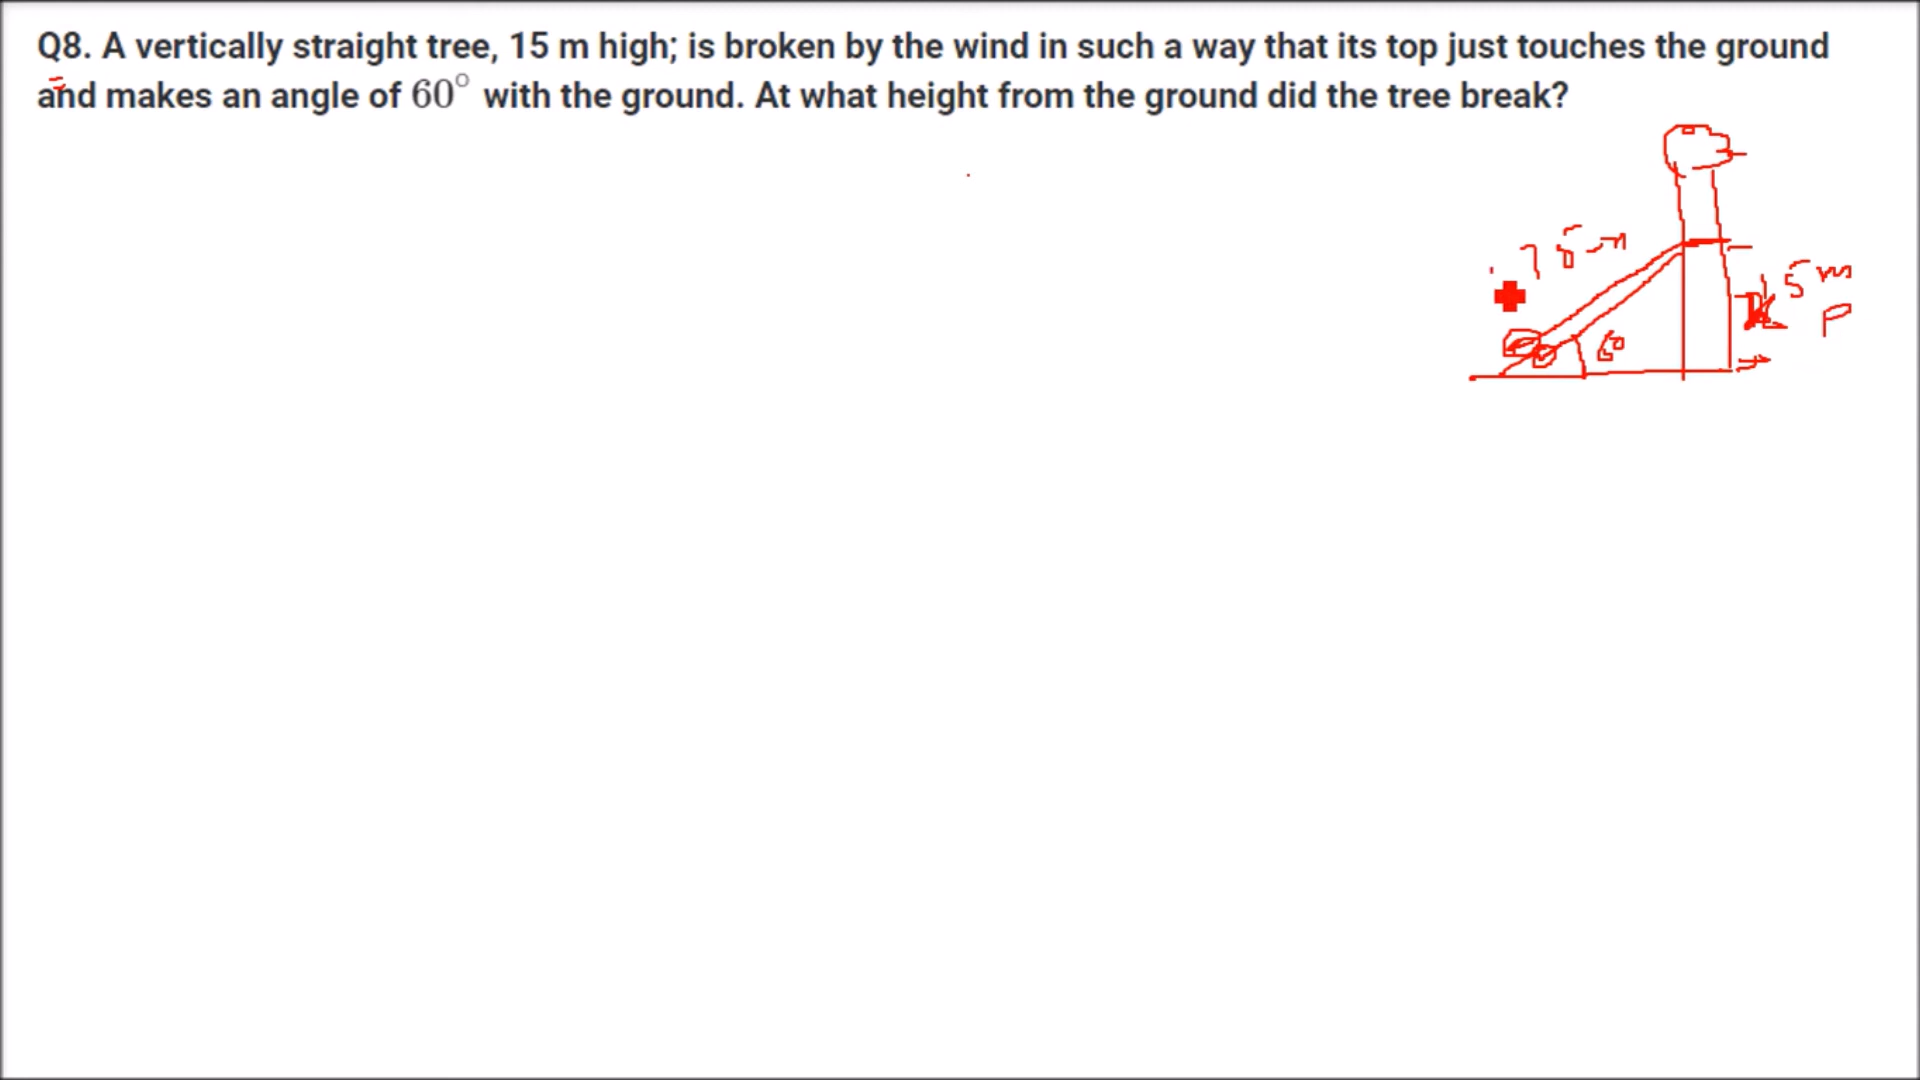 Q8. A vertically straight tree, 15 m high; is broken by the wind in such a way that its top just touches the ground
and makes an angle of 60° with the ground. At what height from the ground did the tree break?
15m
P
60